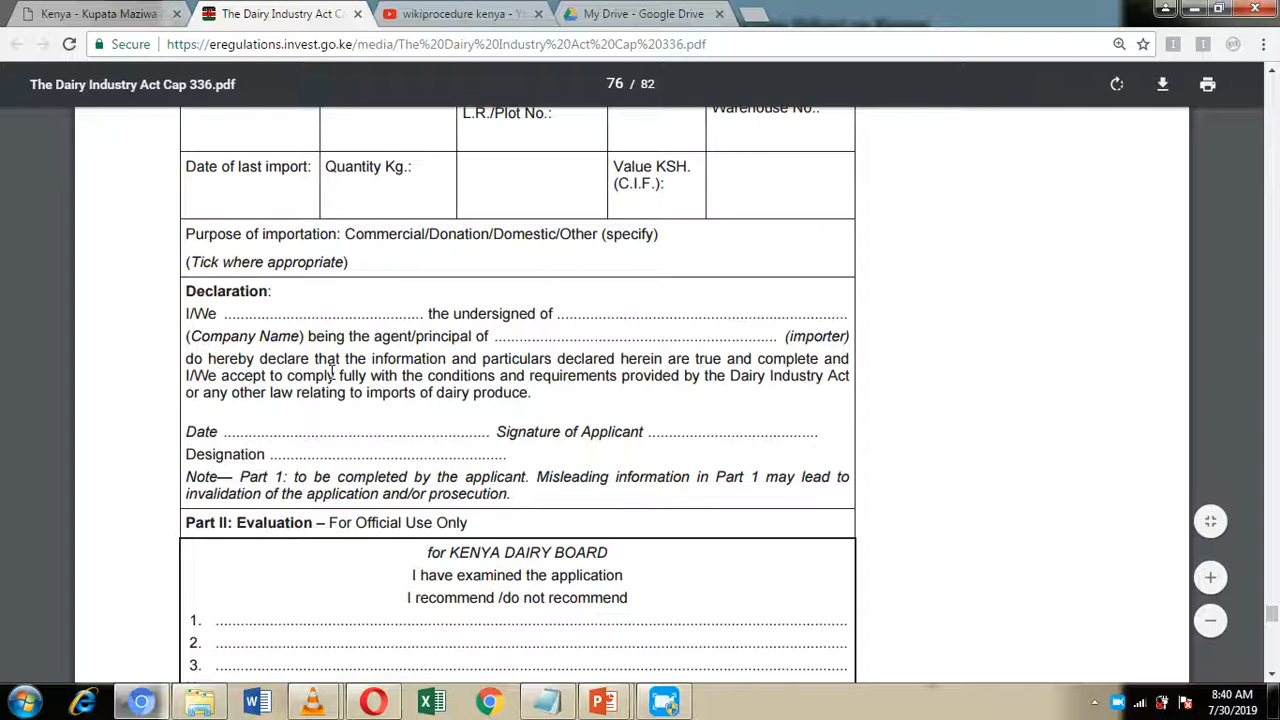 Kenya - Kupata Maziwa
The Dairy Industry Act C
wikiprocedure kenya - Y
My Drive - Google Drive
Secure
https://eregulations.invest.go.ke/media/The%20Dairy%20Industry%20Act%20Cap%20336.pdf
The Dairy Industry Act Cap 336.pdf
76 / 82
L.R./Plot No.:
Warehouse No.:
Date of last import:
Quantity Kg.:
Value KSH.
(C.I.F.):
Purpose of importation: Commercial/Donation/Domestic/Other (specify)
(Tick where appropriate)
Declaration:
I/We .................................................. the undersigned of ......................................................................
(Company Name) being the agent/principal of .................................................................... (importer)
do hereby declare that the information and particulars declared herein are true and complete and
I/We accept to comply fully with the conditions and requirements provided by the Dairy Industry Act
or any other law relating to imports of dairy produce.
Date ................................................................ Signature of Applicant .........................................
Designation .........................................................
Note— Part 1: to be completed by the applicant. Misleading information in Part 1 may lead to
invalidation of the application and/or prosecution.
Part II: Evaluation – For Official Use Only
for KENYA DAIRY BOARD
I have examined the application
I recommend /do not recommend
1. ..............................................................................................................
2. ..............................................................................................................
3. ..............................................................................................................
8:40 AM
7/30/2019